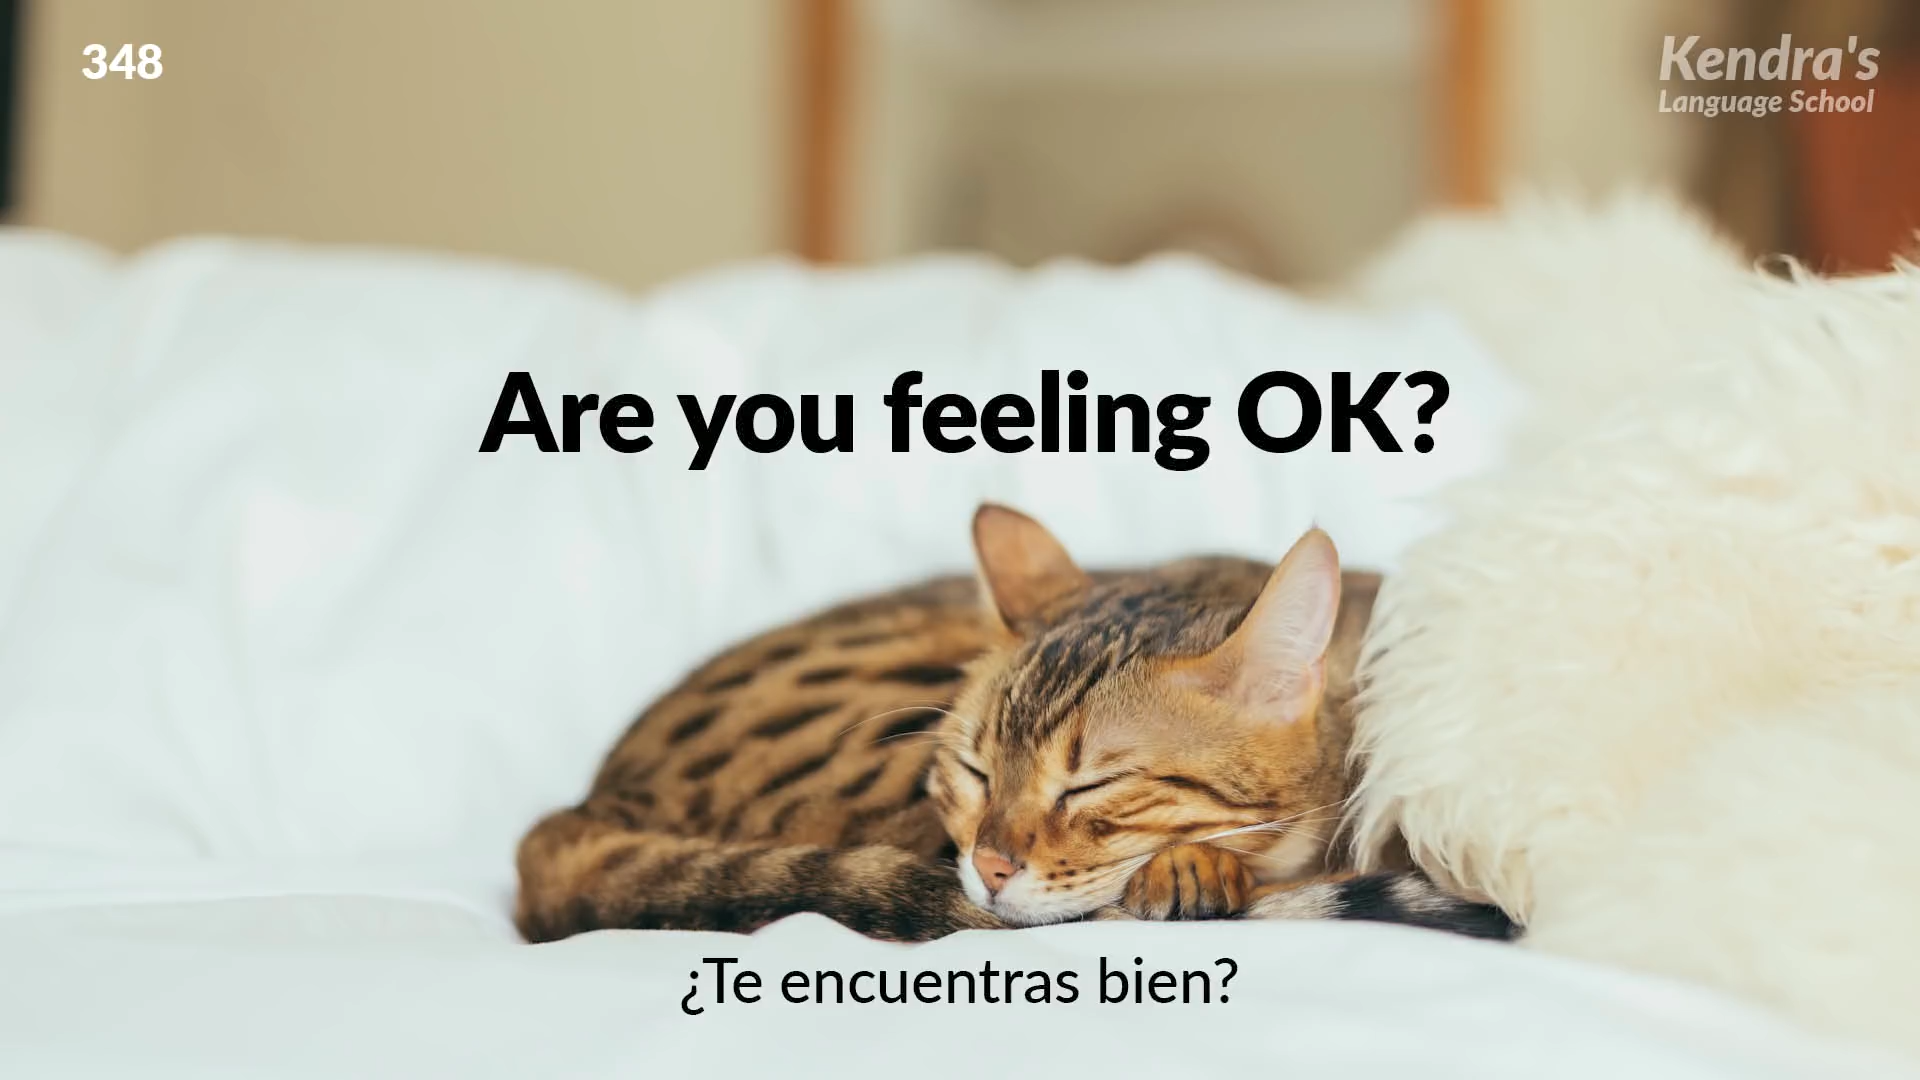 348
Kendra's
Language School
Are you feeling OK?
¿Te encuentras bien?